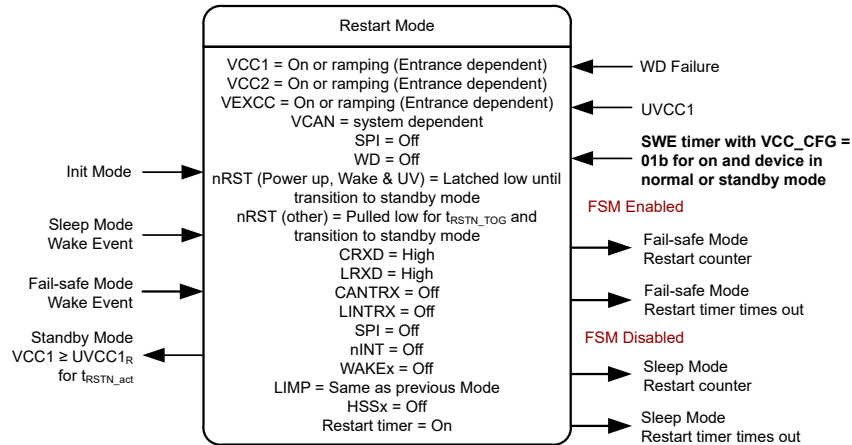 Restart Mode
VCC1 = On or ramping (Entrance dependent)
VCC2 = On or ramping (Entrance dependent)
VEXCC = On or ramping (Entrance dependent)
VCAN = system dependent
SPI = Off
WD = Off
nRST (Power up, Wake & UV) = Latched low until
transition to standby mode
nRST (other) = Pulled low for tRSTN_TOG and
transition to standby mode
CRXD = High
LRXD = High
CANTRX = Off
LINTRX = Off
SPI = Off
nINT = Off
WAKEx = Off
LIMP = Same as previous Mode
HSSx = Off
Restart timer = On
Init Mode
Sleep Mode
Wake Event
Fail-safe Mode
Wake Event
Standby Mode
VCC1 ≥ UVCC1R
for tRSTN_act
WD Failure
UVCC1
SWE timer with VCC_CFG =
01b for on and device in
normal or standby mode
FSM Enabled
Fail-safe Mode
Restart counter
Fail-safe Mode
Restart timer times out
FSM Disabled
Sleep Mode
Restart counter
Sleep Mode
Restart timer times out